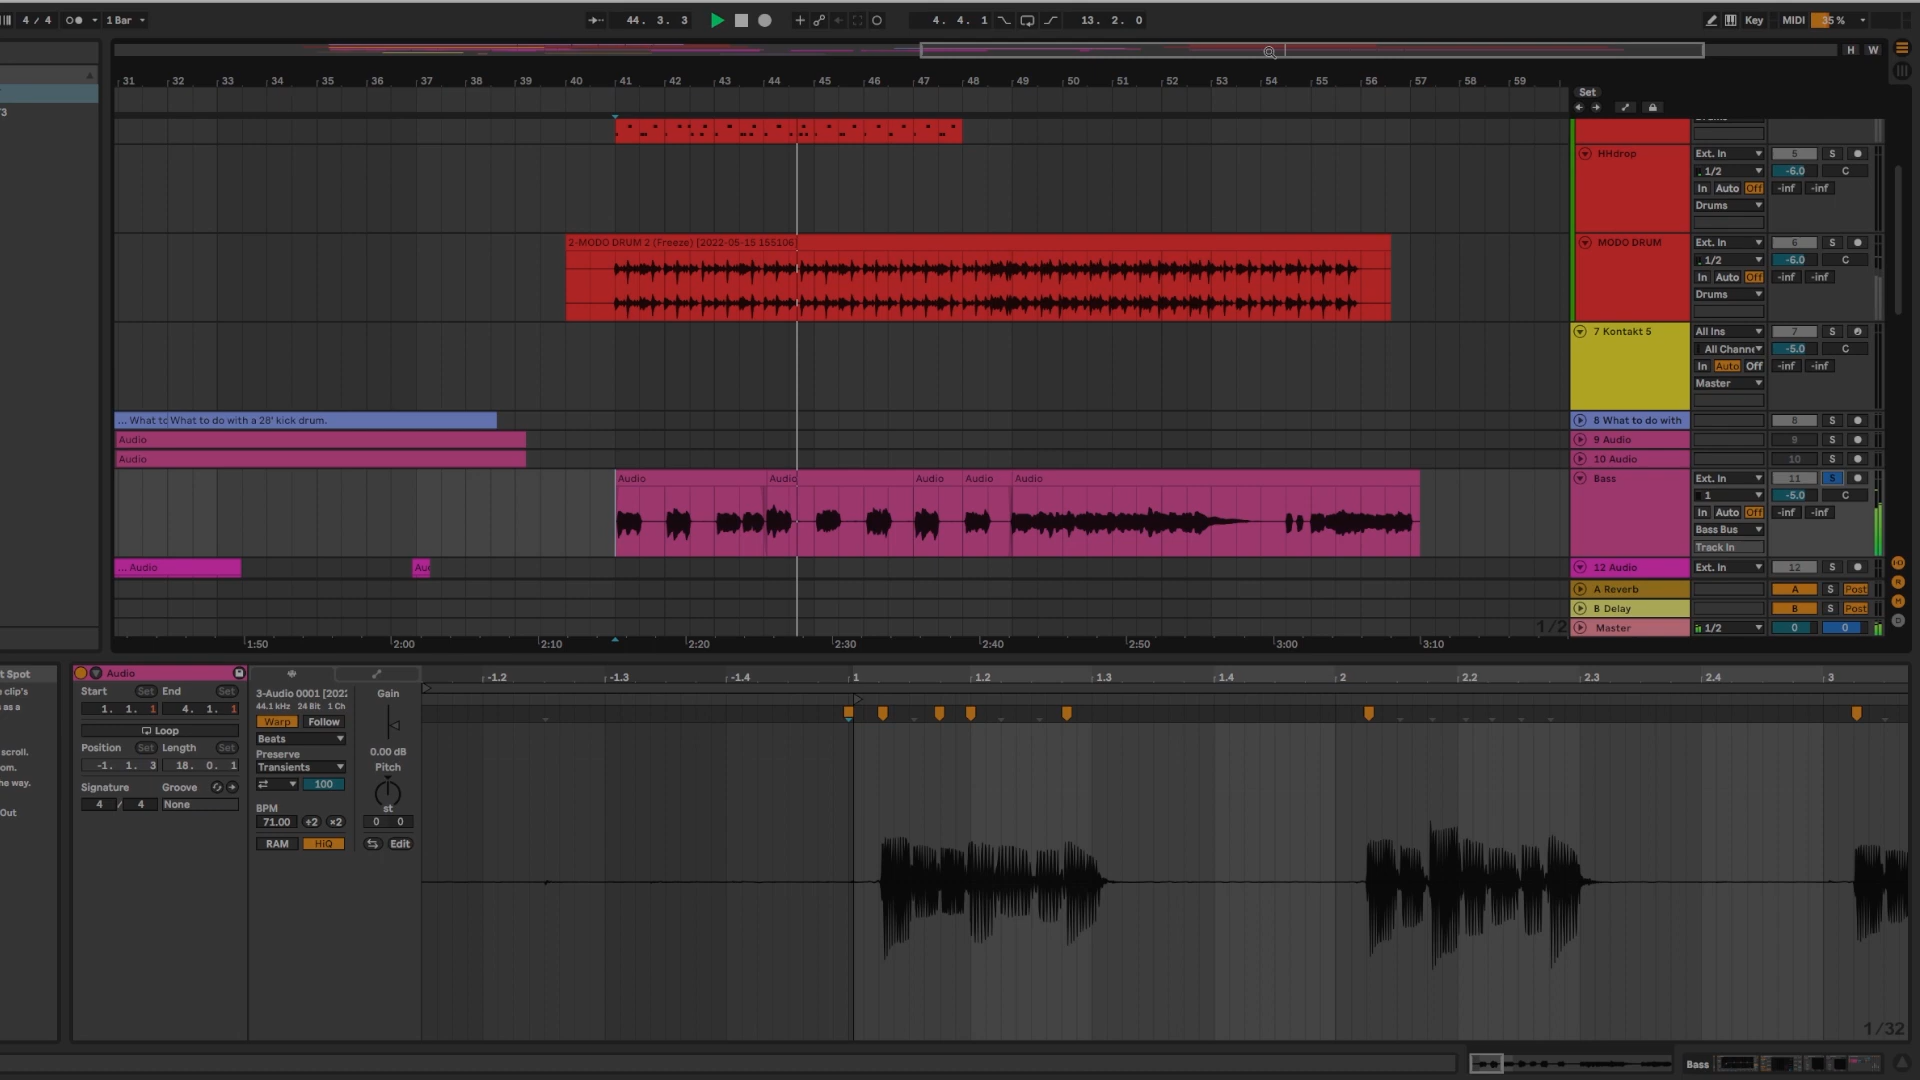 4 / 4 1 Bar 44. 3. 3 4. 4. 1 13. 2. 0 Key MIDI 35 %
H W
31 32 33 34 35 36 37 38 39 40 41 42 43 44 45 46 47 48 49 50 51 52 53 54 55 56 57 58 59
Set
HHdrop Ext. In 5 S
1/2 -6.0 C
In Auto Off -inf -inf
Drums
2-MODO DRUM 2 (Freeze) [2022-05-15 155106] MODO DRUM Ext. In 6 S
1/2 -6.0 C
In Auto Off -inf -inf
Drums
7 Kontakt 5 All Ins 7 S
All Channe -5.0 C
In Auto Off -inf -inf
Master
... What to What to do with a 28' kick drum. 8 What to do with 8 S
Audio 9 Audio 9 S
Audio 10 Audio 10 S
Audio Audio Audio Audio Audio Bass Ext. In 11 S
1 -5.0 C
In Auto Off -inf -inf
Bass Bus
Track In
... Audio Au 12 Audio Ext. In 12 S
A Reverb A S Post
B Delay B S Post
1/2 Master 1/2 0 0
1:50 2:00 2:10 2:20 2:30 2:40 2:50 3:00 3:10
t Spot
e clip's
s as a
scroll.
om.
he way.
Out
Audio
Start Set End Set
1. 1. 1 4. 1. 1
Loop
Position Set Length Set
-1. 1. 3 18. 0. 1
Signature Groove
4 / 4 None
3-Audio 0001 [202
44.1 kHz 24 Bit 1 Ch
Warp Follow
Beats
Preserve
Transients
100
BPM
71.00 ÷2 ×2
RAM HiQ
Gain
0.00 dB
Pitch
st
0 0
Edit
-1.2 -1.3 -1.4 1 1.2 1.3 1.4 2 2.2 2.3 2.4 3
1/32
Bass